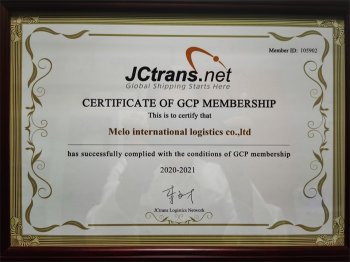 Member ID: 105902
JCtrans.net
Global Shipping Starts Here
CERTIFICATE OF GCP MEMBERSHIP
This is to certify that
Melo international logistics co.,ltd
has successfully complied with the conditions of GCP membership
2020-2021
JCtrans Logistics Network